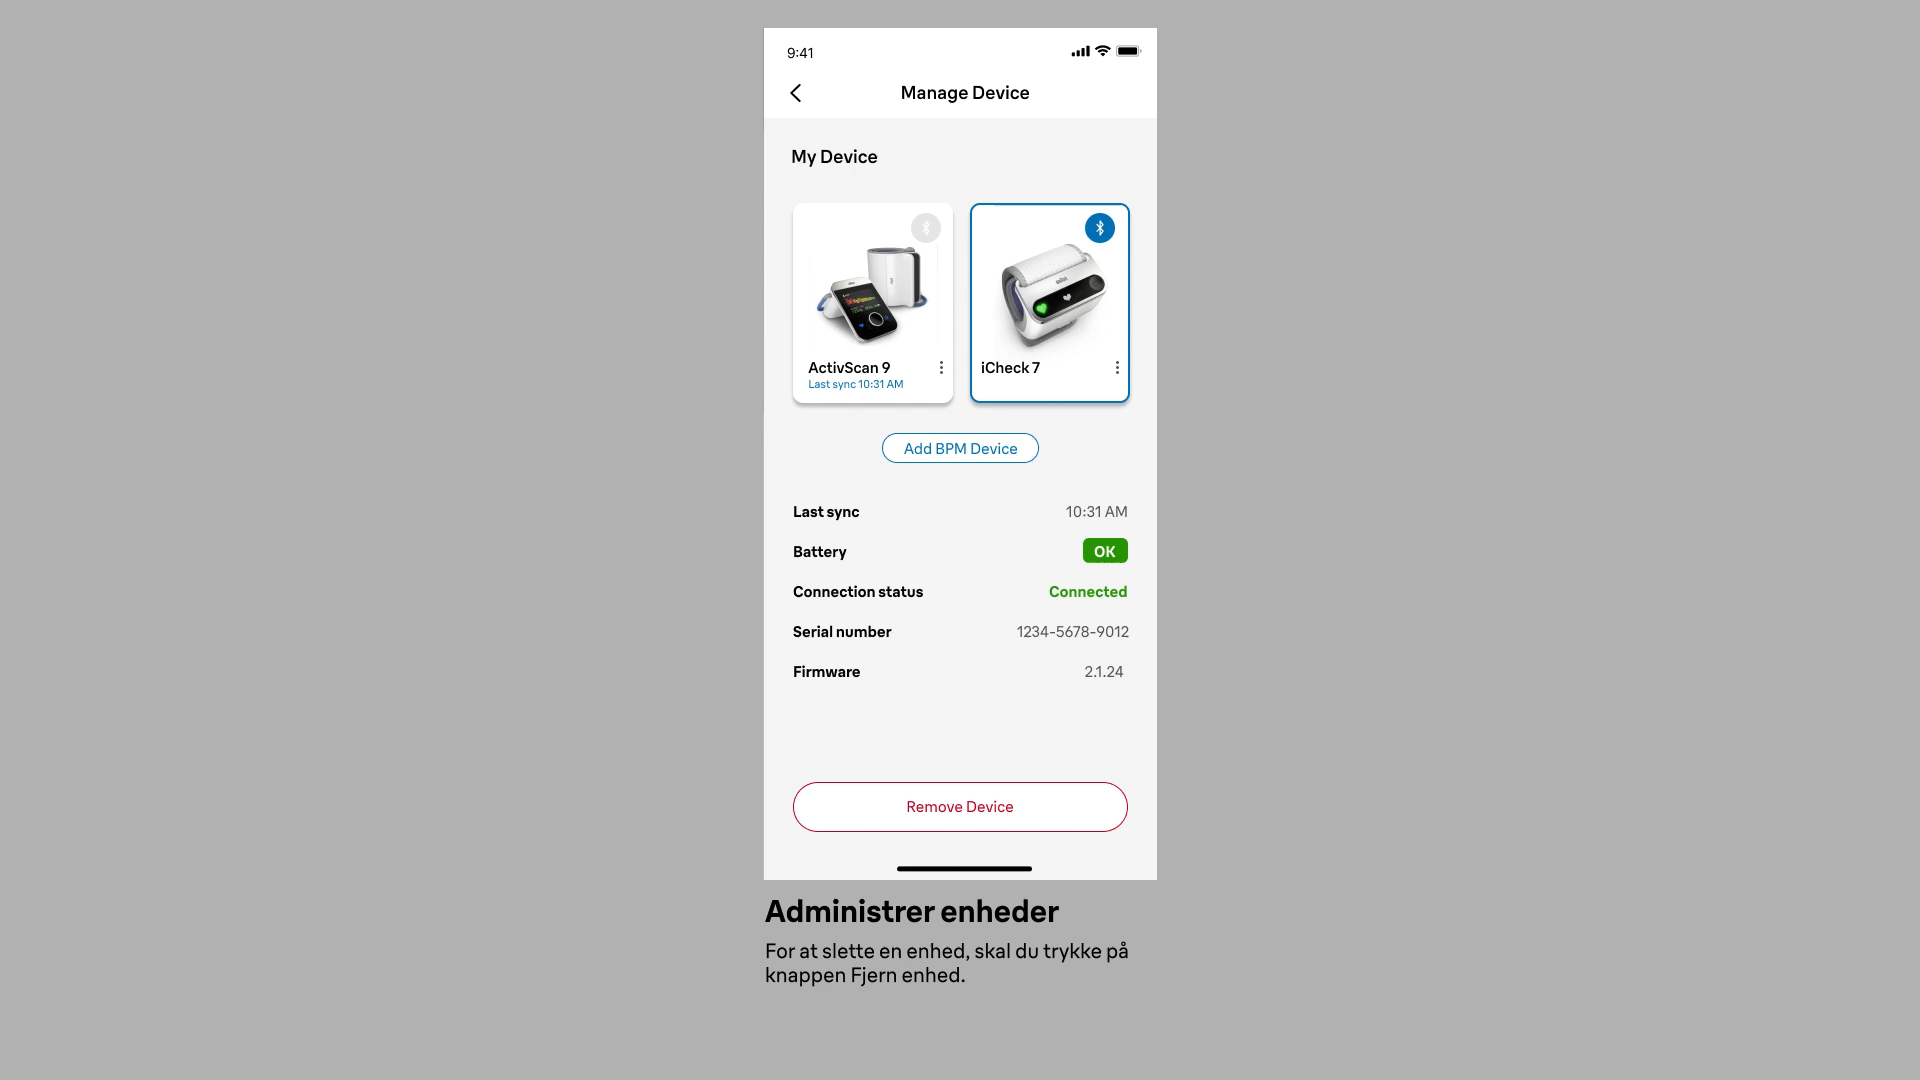 9:41
Manage Device
My Device
ActivScan 9
Last sync 10:31 AM
iCheck 7
Add BPM Device
Last sync 10:31 AM
Battery OK
Connection status Connected
Serial number 1234-5678-9012
Firmware 2.1.24
Remove Device
Administrer enheder
For at slette en enhed, skal du trykke på
knappen Fjern enhed.